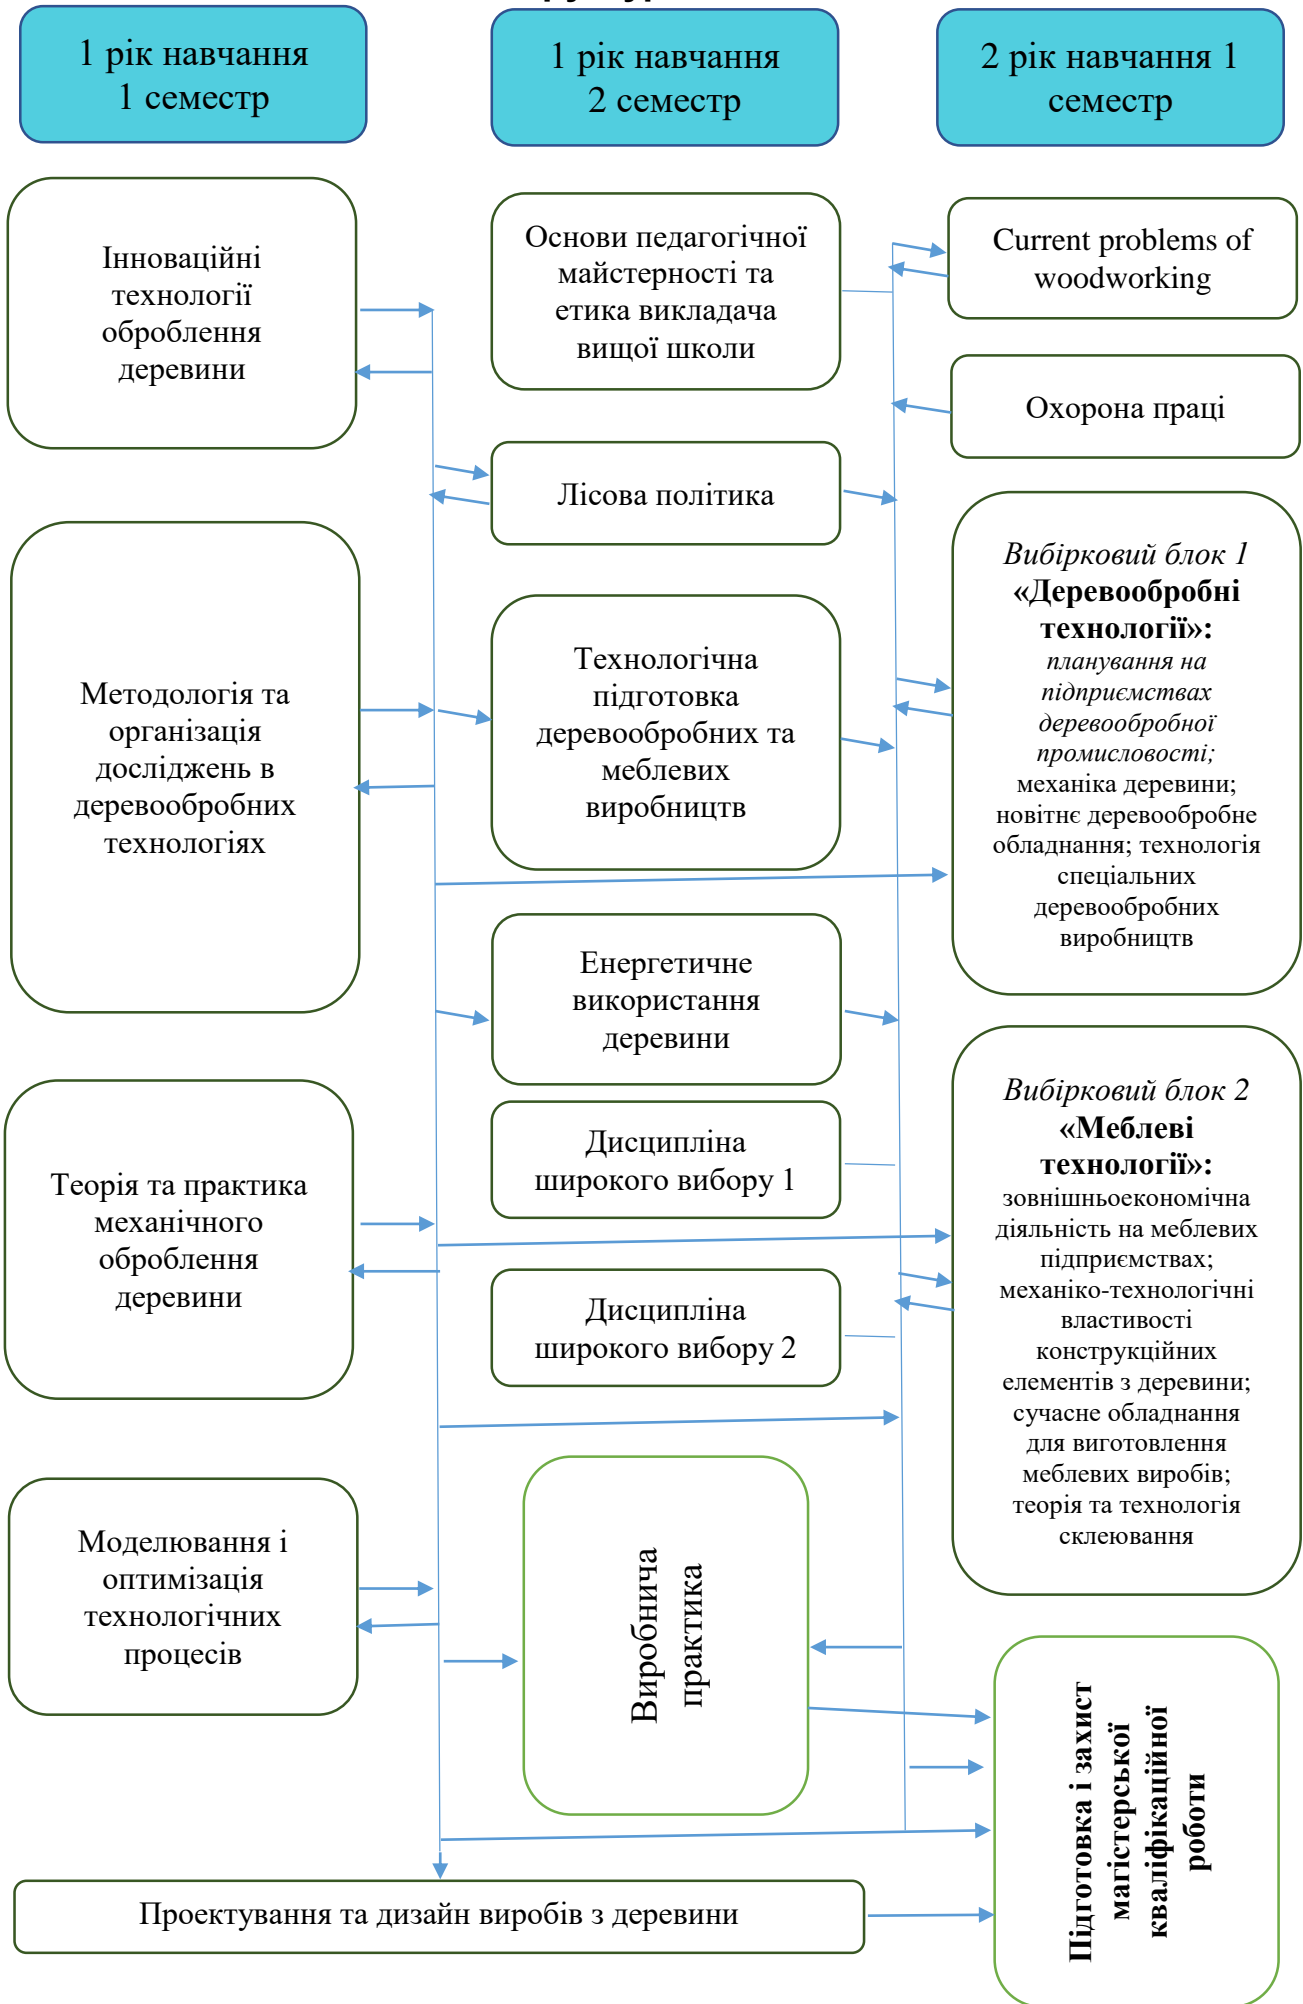 1 рік навчання
1 семестр
1 рік навчання
2 семестр
2 рік навчання 1
семестр
Інноваційні
технології
оброблення
деревини
Методологія та
організація
досліджень в
деревообробних
технологіях
Теорія та практика
механічного
оброблення
деревини
Моделювання і
оптимізація
технологічних
процесів
Основи педагогічної
майстерності та
етика викладача
вищої школи
Лісова політика
Технологічна
підготовка
деревообробних та
меблевих
виробництв
Енергетичне
використання
деревини
Дисципліна
широкого вибору 1
Дисципліна
широкого вибору 2
Виробнича
практика
Current problems of
woodworking
Охорона праці
Вибірковий блок 1
«Деревообробні
технології»:
планування на
підприємствах
деревообробної
промисловості;
механіка деревини;
новітнє деревообробне
обладнання; технологія
спеціальних
деревообробних
виробництв
Вибірковий блок 2
«Меблеві
технології»:
зовнішньоекономічна
діяльність на меблевих
підприємствах;
механіко-технологічні
властивості
конструкційних
елементів з деревини;
сучасне обладнання
для виготовлення
меблевих виробів;
теорія та технологія
склеювання
Підготовка і захист
магістерської
кваліфікаційної
роботи
Проектування та дизайн виробів з деревини